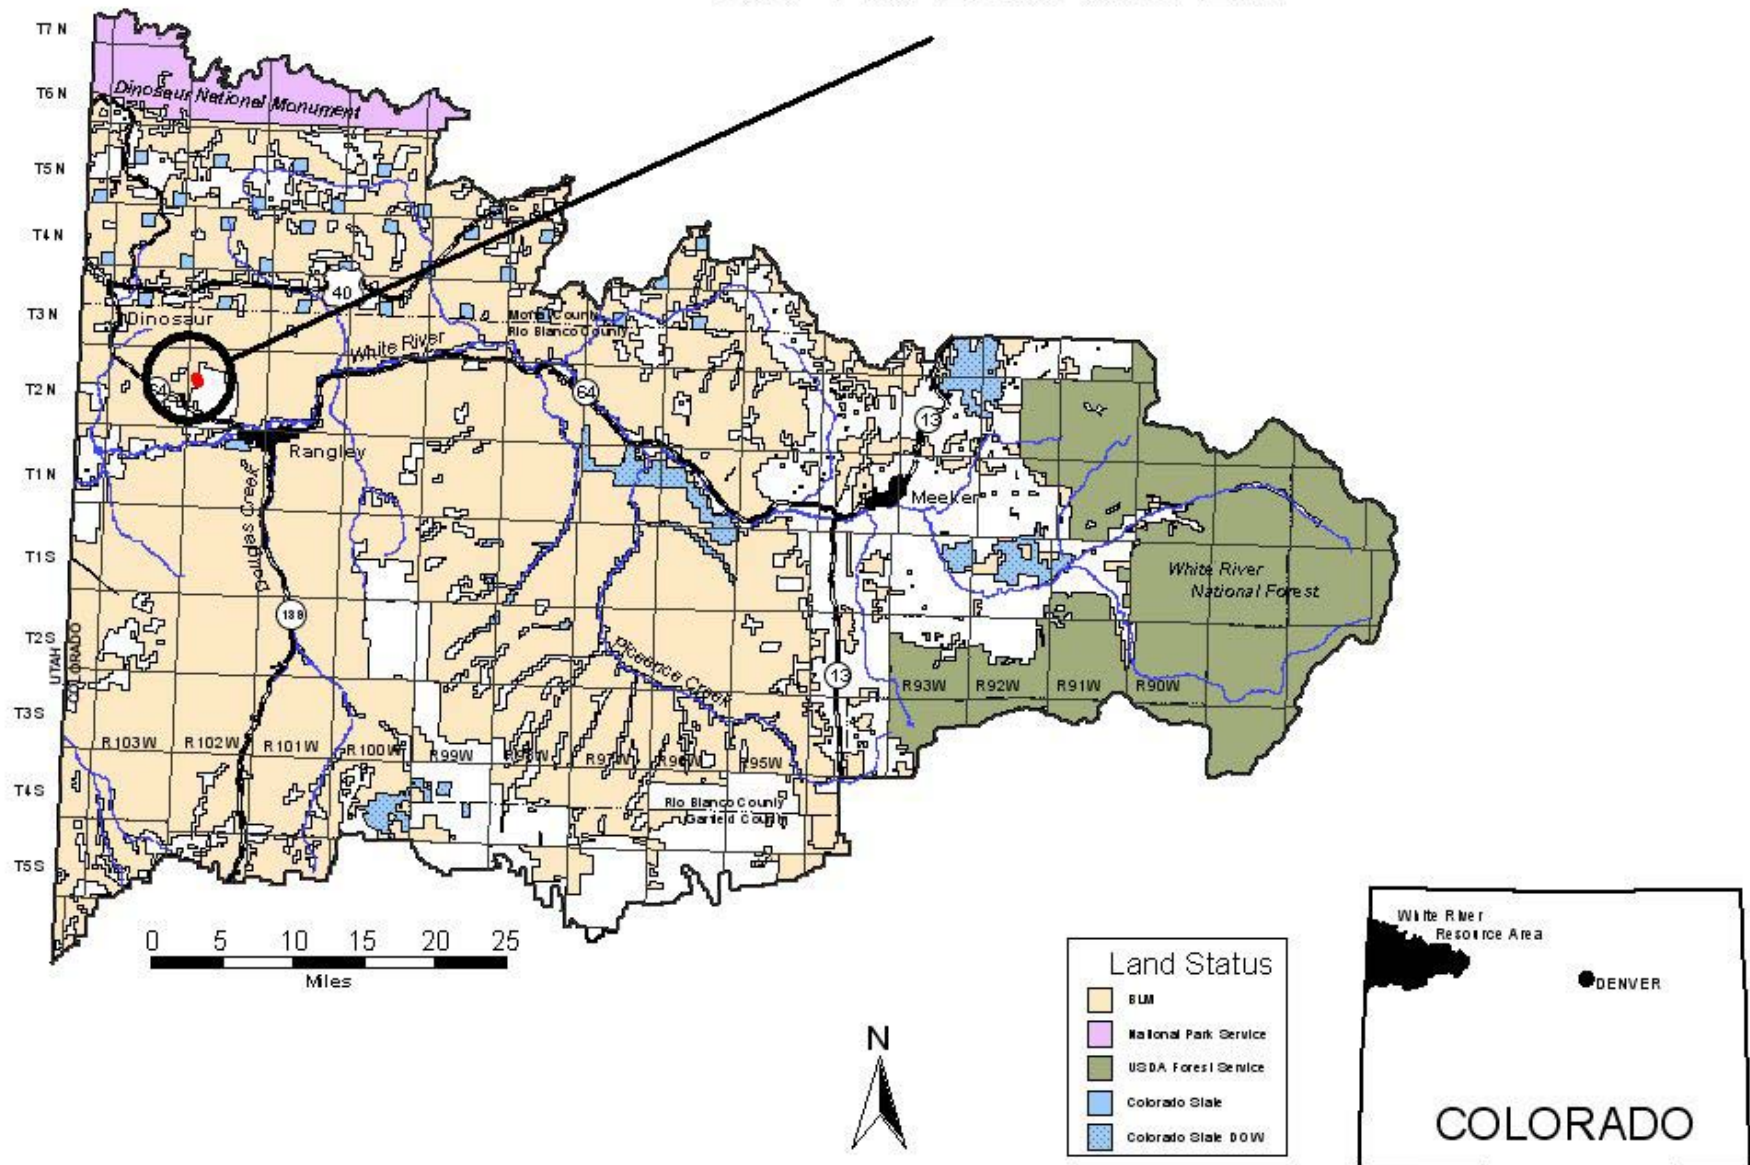 T7 N
T6 N
T5 N
T4 N
T3 N
T2 N
T1 N
T1S
T2S
T3S
T4S
T5S
Dinosaur National Monument
40
Dinosaur
Moffat County
Rio Blanco County
White River
64
64
13
Rangley
Meeker
Douglas Creek
139
White River
National Forest
UTAH
COLORADO
Piceance Creek
13
R93W
R92W
R91W
R90W
R103W
R102W
R101W
R100W
R99W
R98W
R97W
R96W
R95W
Rio Blanco County
Garfield County
0 5 10 15 20 25
Miles
N
Land Status
BLM
National Park Service
USDA Forest Service
Colorado State
Colorado State DOW
White River
Resource Area
DENVER
COLORADO